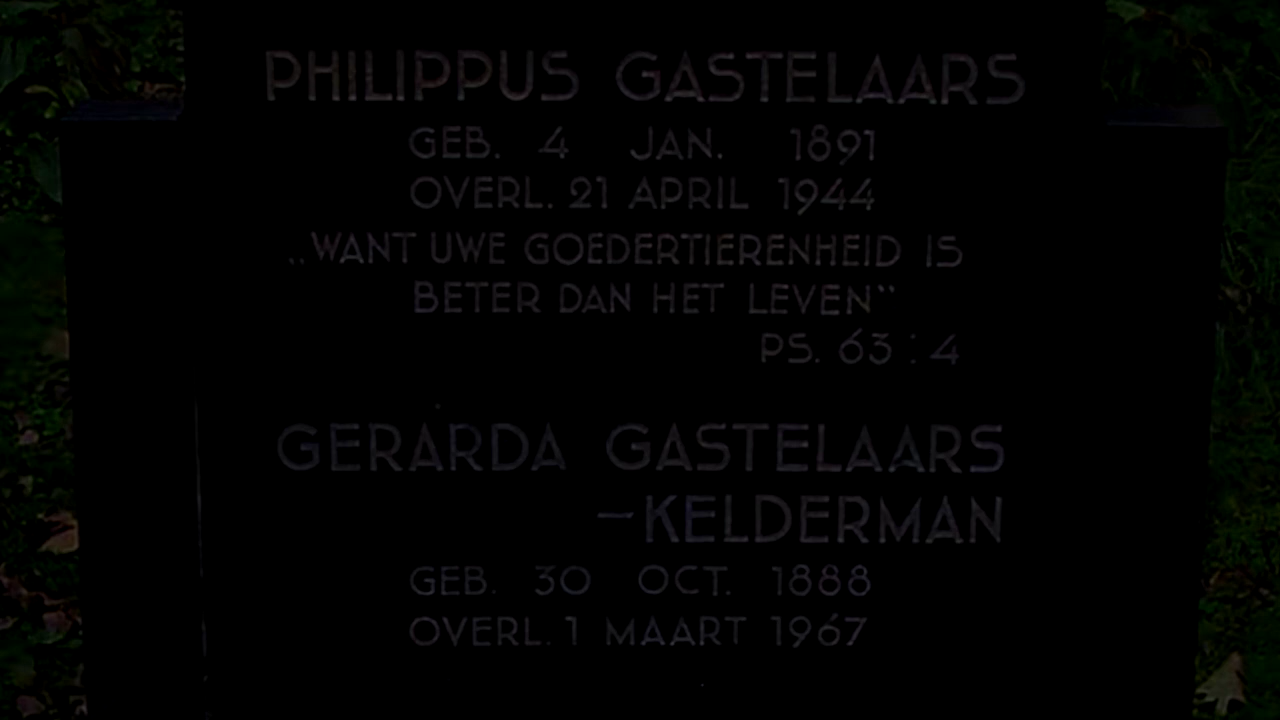 PHILIPPUS GASTELAARS
GEB. 4 JAN. 1891
OVERL. 21 APRIL 1944
„WANT UWE GOEDERTIERENHEID IS
BETER DAN HET LEVEN”
PS. 63:4
GERARDA GASTELAARS
–KELDERMAN
GEB. 30 OCT. 1888
OVERL. 1 MAART 1967